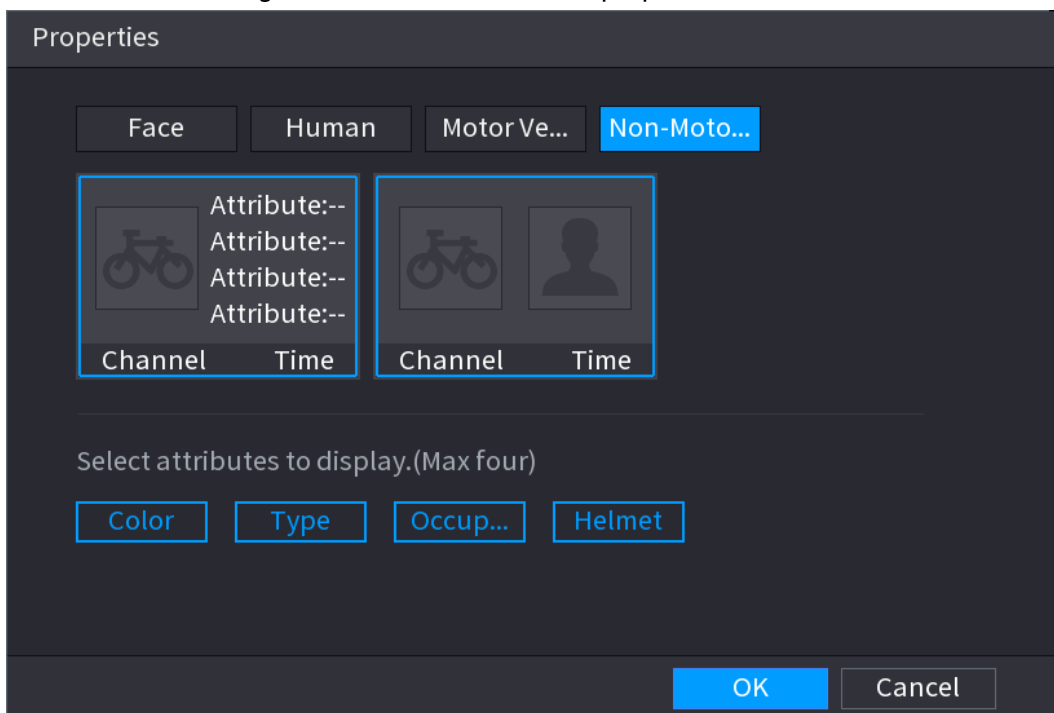 Properties
Face Human Motor Ve... Non-Moto...
Attribute:--
Attribute:--
Attribute:--
Attribute:--
Channel Time Channel Time
Select attributes to display.(Max four)
Color Type Occup... Helmet
OK Cancel